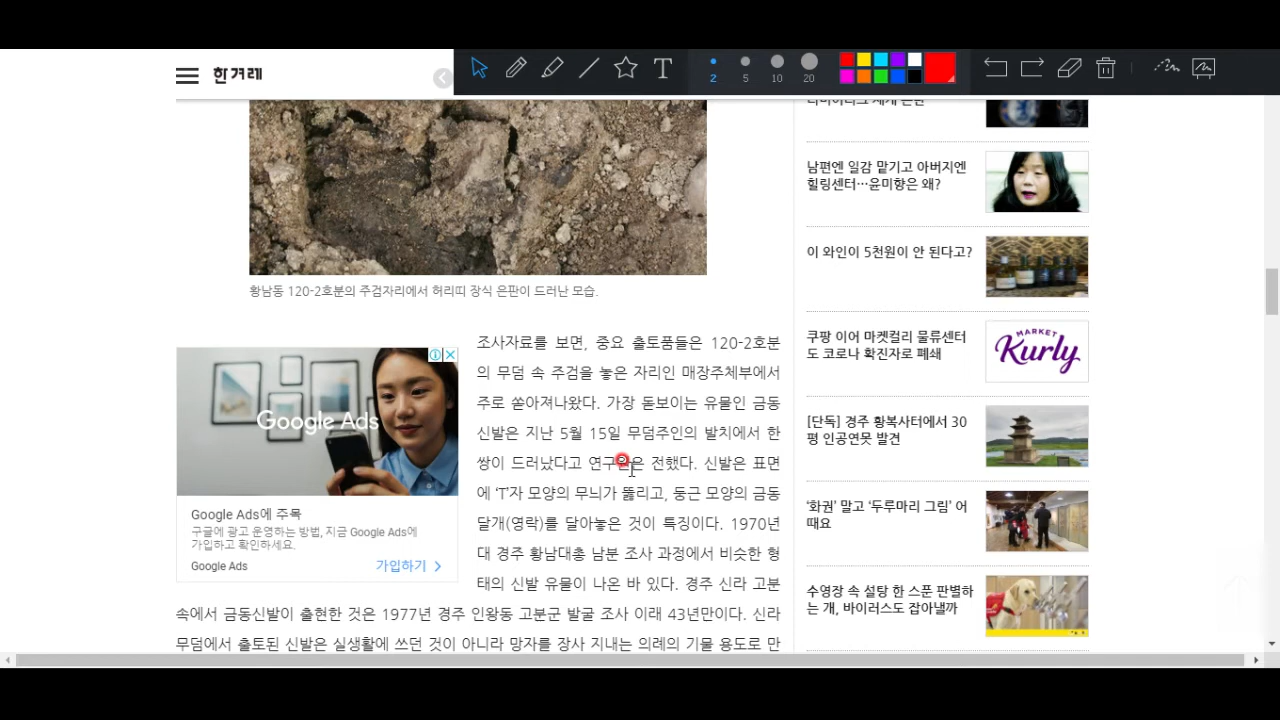 한겨레
2
5
10
20
황남동 120-2호분의 주검자리에서 허리띠 장식 은판이 드러난 모습.
Google Ads
Google Ads에 주목
구글에 광고 운영하는 방법, 지금 Google Ads에
가입하고 확인하세요.
Google Ads
가입하기
조사자료를 보면, 중요 출토품들은 120-2호분
의 무덤 속 주검을 놓은 자리인 매장주체부에서
주로 쏟아져나왔다. 가장 돋보이는 유물인 금동
신발은 지난 5월 15일 무덤주인의 발치에서 한
쌍이 드러났다고 연구원은 전했다. 신발은 표면
에 ‘T’자 모양의 무늬가 뚫리고, 둥근 모양의 금동
달개(영락)를 달아놓은 것이 특징이다. 1970년
대 경주 황남대총 남분 조사 과정에서 비슷한 형
태의 신발 유물이 나온 바 있다. 경주 신라 고분
속에서 금동신발이 출현한 것은 1977년 경주 인왕동 고분군 발굴 조사 이래 43년만이다. 신라
무덤에서 출토된 신발은 실생활에 쓰던 것이 아니라 망자를 장사 지내는 의례의 기물 용도로 만
남편엔 일감 맡기고 아버지엔
힐링센터…윤미향은 왜?
이 와인이 5천원이 안 된다고?
쿠팡 이어 마켓컬리 물류센터
도 코로나 확진자로 폐쇄
MARKET
Kurly
[단독] 경주 황복사터에서 30
평 인공연못 발견
‘화권’ 말고 ‘두루마리 그림’ 어
때요
수영장 속 설탕 한 스푼 판별하
는 개, 바이러스도 잡아낼까